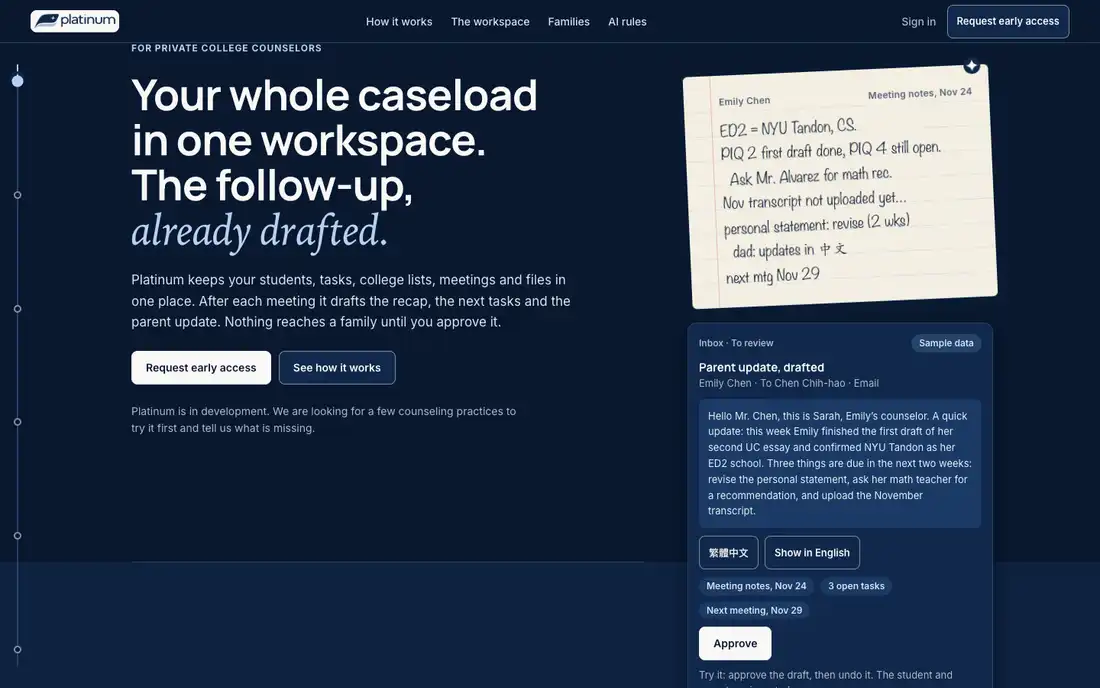 platinum
How it works
The workspace
Families
AI rules
Sign in
Request early access
FOR PRIVATE COLLEGE COUNSELORS
Your whole caseload
in one workspace.
The follow-up,
already drafted.
Platinum keeps your students, tasks, college lists, meetings and files in
one place. After each meeting it drafts the recap, the next tasks and the
parent update. Nothing reaches a family until you approve it.
Request early access
See how it works
Platinum is in development. We are looking for a few counseling practices to
try it first and tell us what is missing.
Emily Chen
Meeting notes, Nov 24
ED2 = NYU Tandon, CS.
PIQ 2 first draft done, PIQ 4 still open.
Ask Mr. Alvarez for math rec.
Nov transcript not uploaded yet...
personal statement: revise (2 wks)
dad: updates in 中文
next mtg Nov 29
Inbox · To review
Sample data
Parent update, drafted
Emily Chen · To Chen Chih-hao · Email
Hello Mr. Chen, this is Sarah, Emily's counselor. A quick
update: this week Emily finished the first draft of her
second UC essay and confirmed NYU Tandon as her
ED2 school. Three things are due in the next two weeks:
revise the personal statement, ask her math teacher for
a recommendation, and upload the November
transcript.
繁體中文
Show in English
Meeting notes, Nov 24
3 open tasks
Next meeting, Nov 29
Approve
Try it: approve the draft, then undo it. The student and